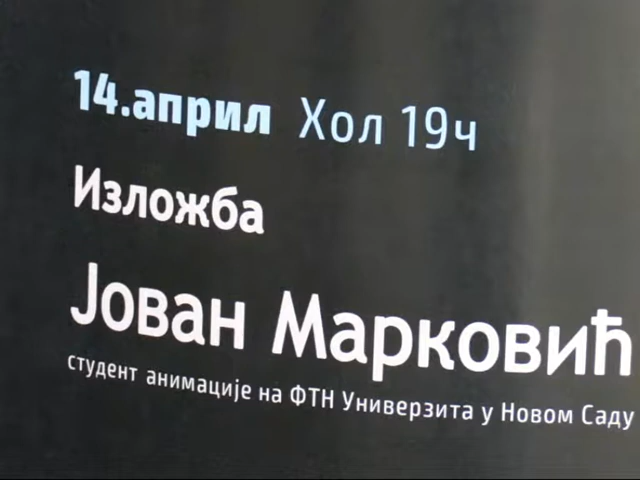 14.април Хол 19ч
Изложба
Јован Марковић
студент анимације на ФТН Универзита у Новом Саду